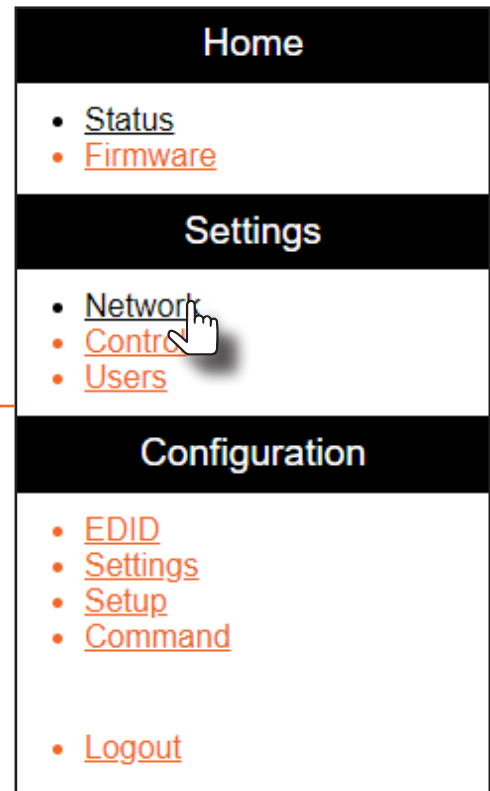 Home
Status
Firmware
Settings
Network
Control
Users
Configuration
EDID
Settings
Setup
Command
Logout